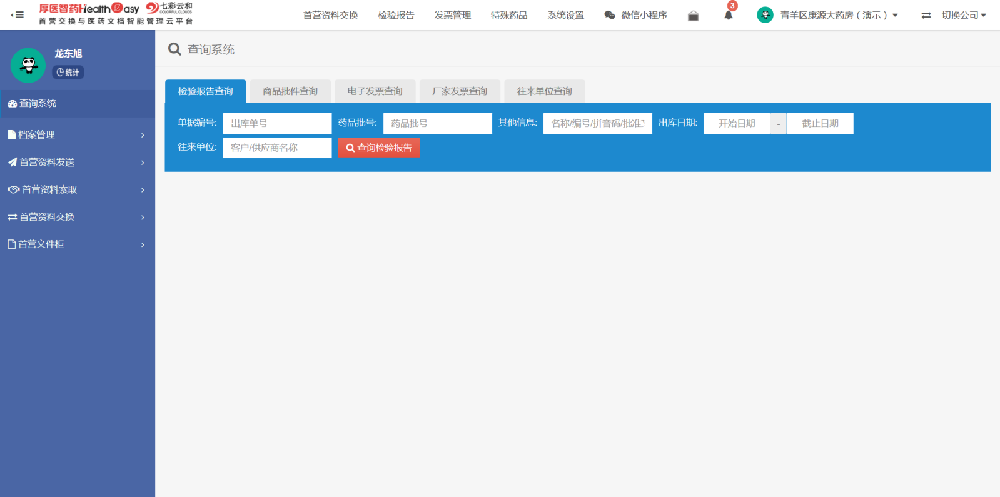 厚医智药HealthEasy 七彩云和
COLORFUL CLOUDS
首营交换与医药文档智能管理云平台
首营资料交换 检验报告 发票管理 特殊药品 系统设置 微信小程序 3 青羊区康源大药房（演示） 切换公司
龙东旭
统计
查询系统
档案管理
首营资料发送
首营资料索取
首营资料交换
首营文件柜
查询系统
检验报告查询 商品批件查询 电子发票查询 厂家发票查询 往来单位查询
单据编号: 出库单号 药品批号: 药品批号 其他信息: 名称/编号/拼音码/批准 出库日期: 开始日期 - 截止日期
往来单位: 客户/供应商名称 查询检验报告